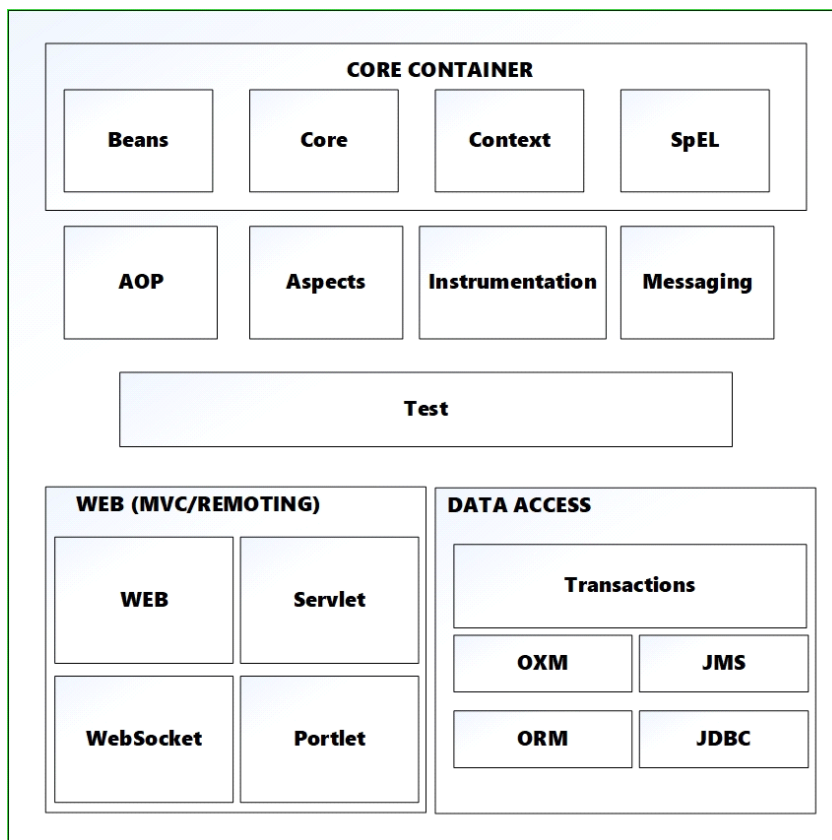 CORE CONTAINER
Beans
Core
Context
SpEL
AOP
Aspects
Instrumentation
Messaging
Test
WEB (MVC/REMOTING)
WEB
Servlet
WebSocket
Portlet
DATA ACCESS
Transactions
OXM
JMS
ORM
JDBC